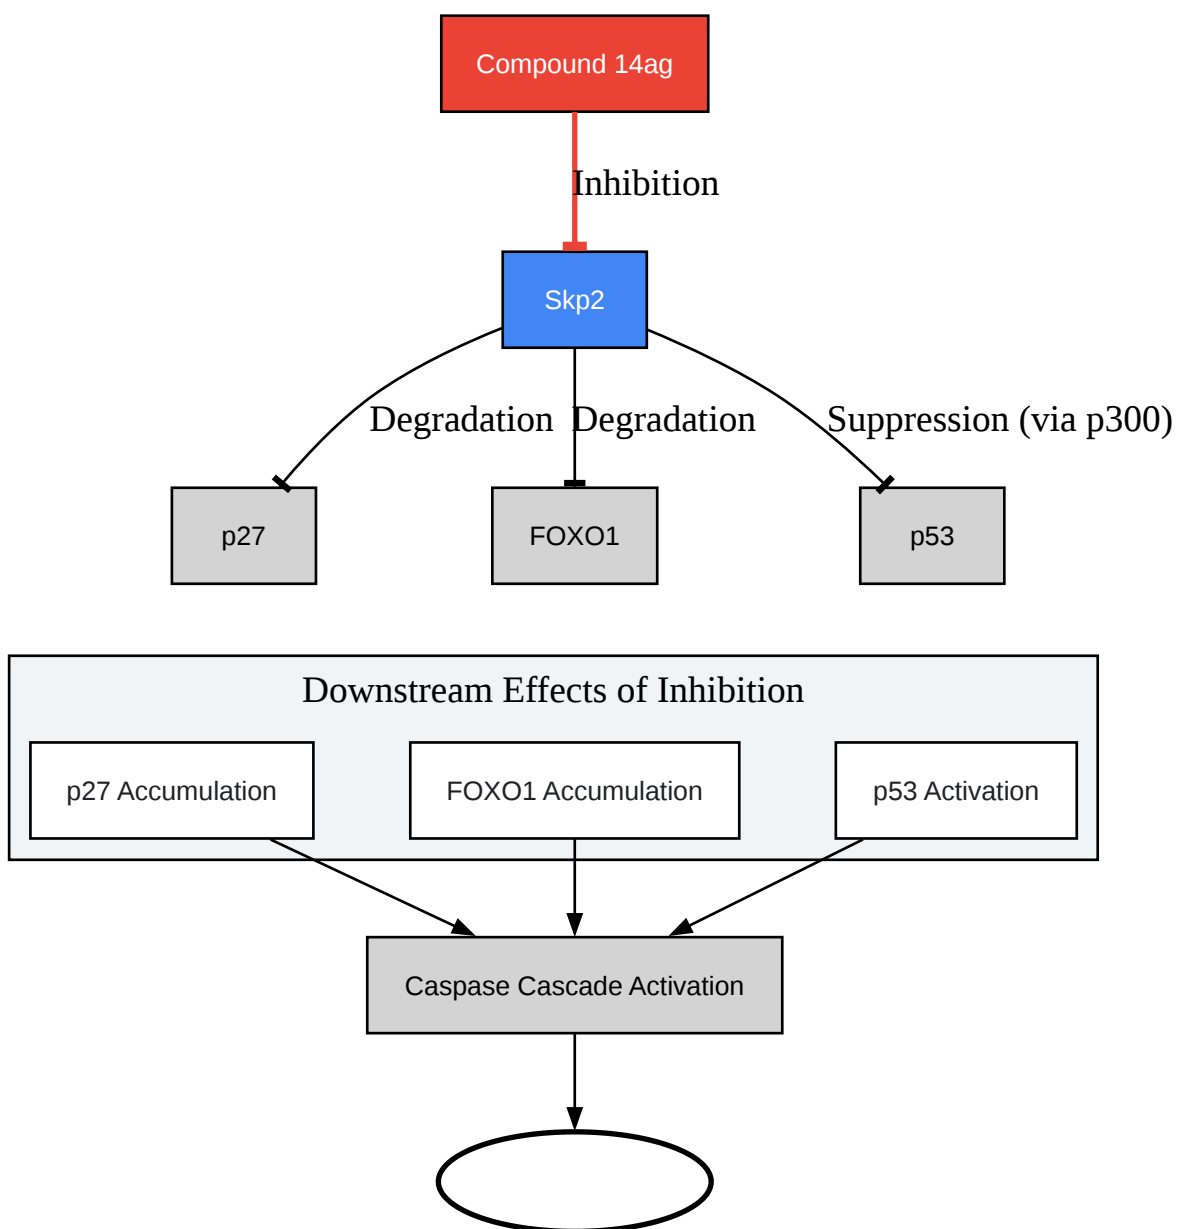 Compound 14ag
Inhibition
Skp2
Degradation
Degradation
Suppression (via p300)
p27
FOXO1
p53
Downstream Effects of Inhibition
p27 Accumulation
FOXO1 Accumulation
p53 Activation
Caspase Cascade Activation